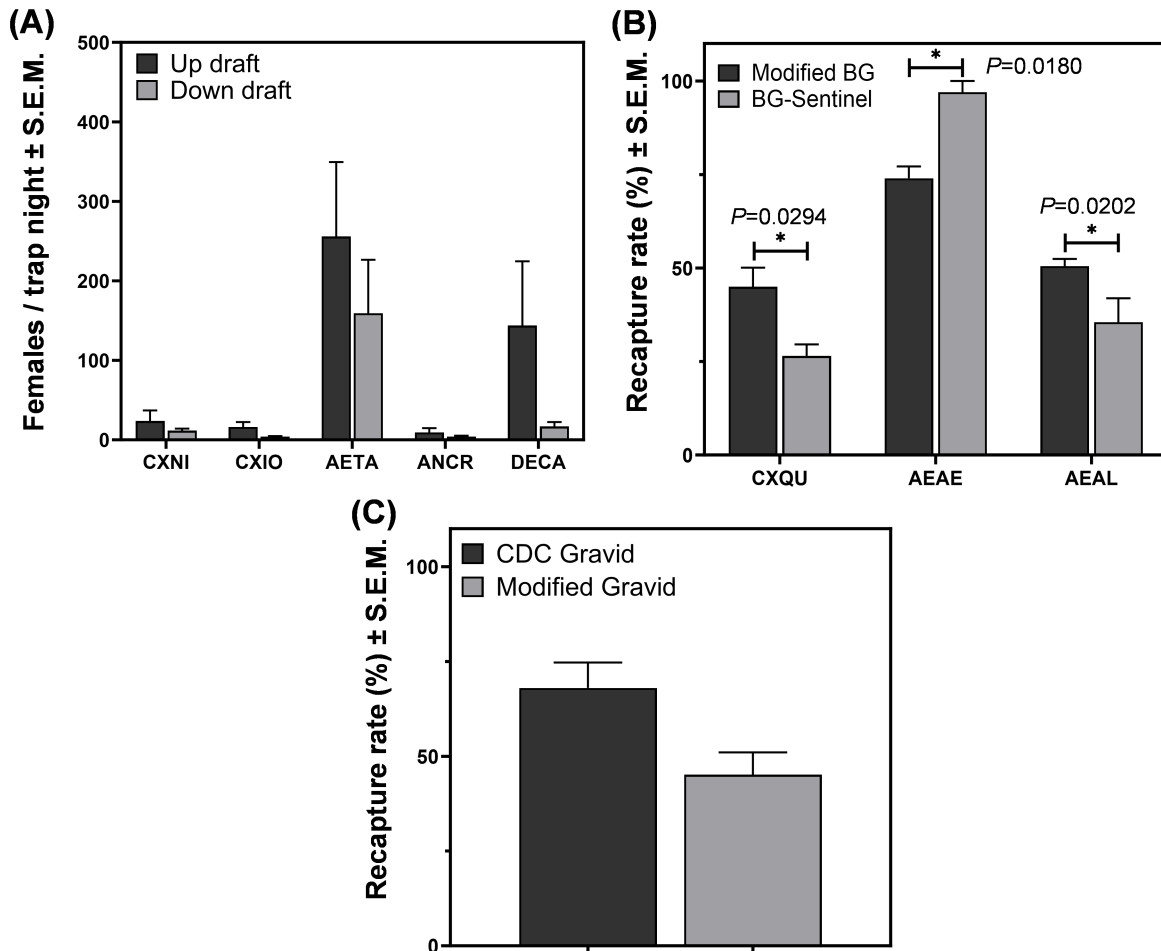 (A)
Females / trap night ± S.E.M.
500
400
300
200
100
0
Up draft
Down draft
CXNI CXIO AETA ANCR DECA
(B)
Recapture rate (%) ± S.E.M.
100
50
0
Modified BG
BG-Sentinel
P=0.0294
*
*
P=0.0180
P=0.0202
*
CXQU AEAE AEAL
(C)
Recapture rate (%) ± S.E.M.
100
50
0
CDC Gravid
Modified Gravid